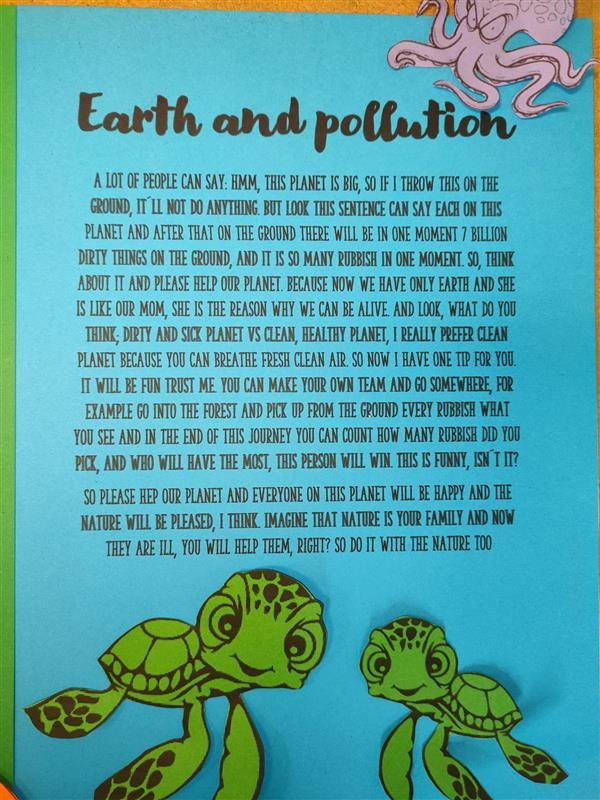 Earth and pollution
A LOT OF PEOPLE CAN SAY: HMM, THIS PLANET IS BIG, SO IF I THROW THIS ON THE
GROUND, IT´LL NOT DO ANYTHING. BUT LOOK THIS SENTENCE CAN SAY EACH ON THIS
PLANET AND AFTER THAT ON THE GROUND THERE WILL BE IN ONE MOMENT 7 BILLION
DIRTY THINGS ON THE GROUND, AND IT IS SO MANY RUBBISH IN ONE MOMENT. SO, THINK
ABOUT IT AND PLEASE HELP OUR PLANET. BECAUSE NOW WE HAVE ONLY EARTH AND SHE
IS LIKE OUR MOM, SHE IS THE REASON WHY WE CAN BE ALIVE. AND LOOK, WHAT DO YOU
THINK; DIRTY AND SICK PLANET VS CLEAN, HEALTHY PLANET, I REALLY PREFER CLEAN
PLANET BECAUSE YOU CAN BREATHE FRESH CLEAN AIR. SO NOW I HAVE ONE TIP FOR YOU.
IT WILL BE FUN TRUST ME. YOU CAN MAKE YOUR OWN TEAM AND GO SOMEWHERE, FOR
EXAMPLE GO INTO THE FOREST AND PICK UP FROM THE GROUND EVERY RUBBISH WHAT
YOU SEE AND IN THE END OF THIS JOURNEY YOU CAN COUNT HOW MANY RUBBISH DID YOU
PICK, AND WHO WILL HAVE THE MOST, THIS PERSON WILL WIN. THIS IS FUNNY, ISN´T IT?
SO PLEASE HEP OUR PLANET AND EVERYONE ON THIS PLANET WILL BE HAPPY AND THE
NATURE WILL BE PLEASED, I THINK. IMAGINE THAT NATURE IS YOUR FAMILY AND NOW
THEY ARE ILL, YOU WILL HELP THEM, RIGHT? SO DO IT WITH THE NATURE TOO